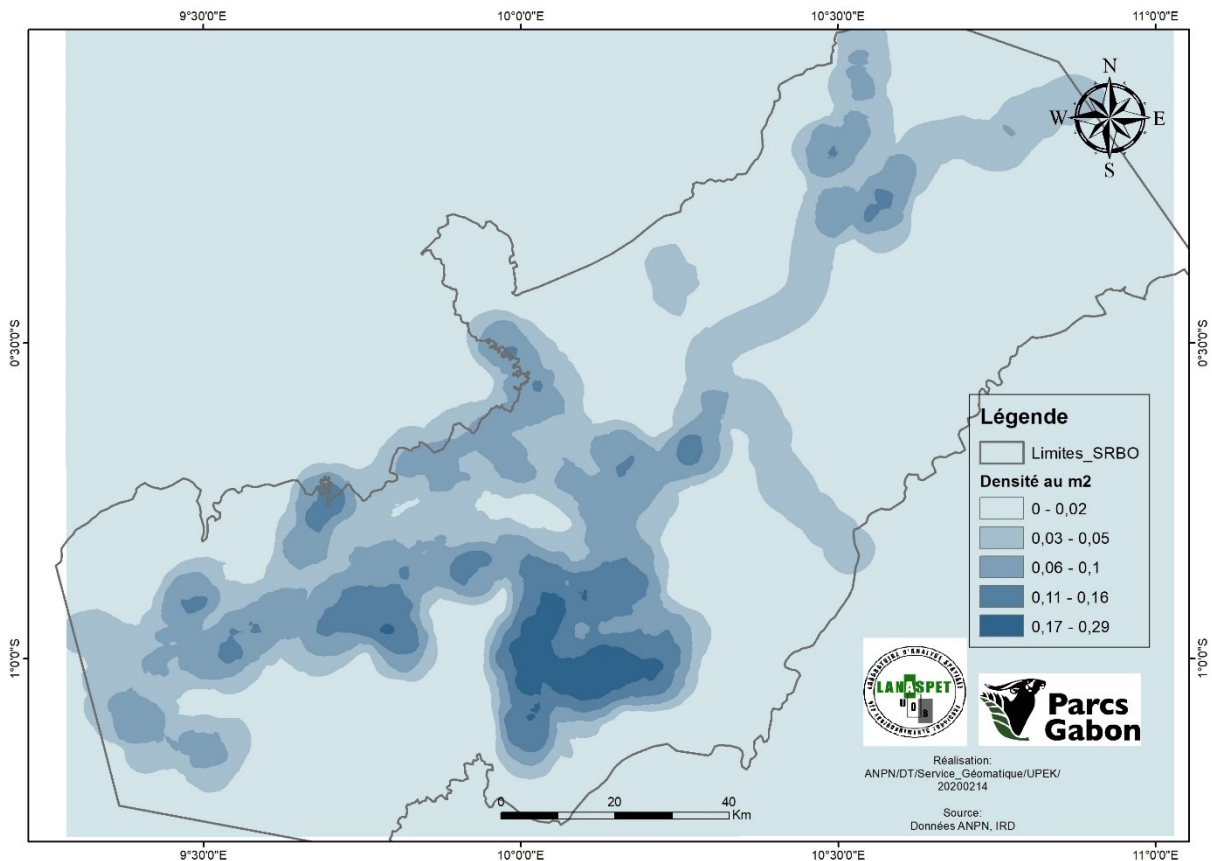 9°30'0"E 10°0'0"E 10°30'0"E 11°0'0"E
N
W E
S
0°30'0"S 0°30'0"S
Légende
Limites_SRBO
Densité au m2
0 - 0,02
0,03 - 0,05
0,06 - 0,1
0,11 - 0,16
0,17 - 0,29
1°0'0"S 1°0'0"S
LABORATOIRE D'ANALYSE SPATIALE
LANASPET
UOB
Parcs
Gabon
Réalisation:
ANPN/DT/Service_Géomatique/UPEK/
20200214
0 20 40
Km
Source:
Données ANPN, IRD
9°30'0"E 10°0'0"E 10°30'0"E 11°0'0"E